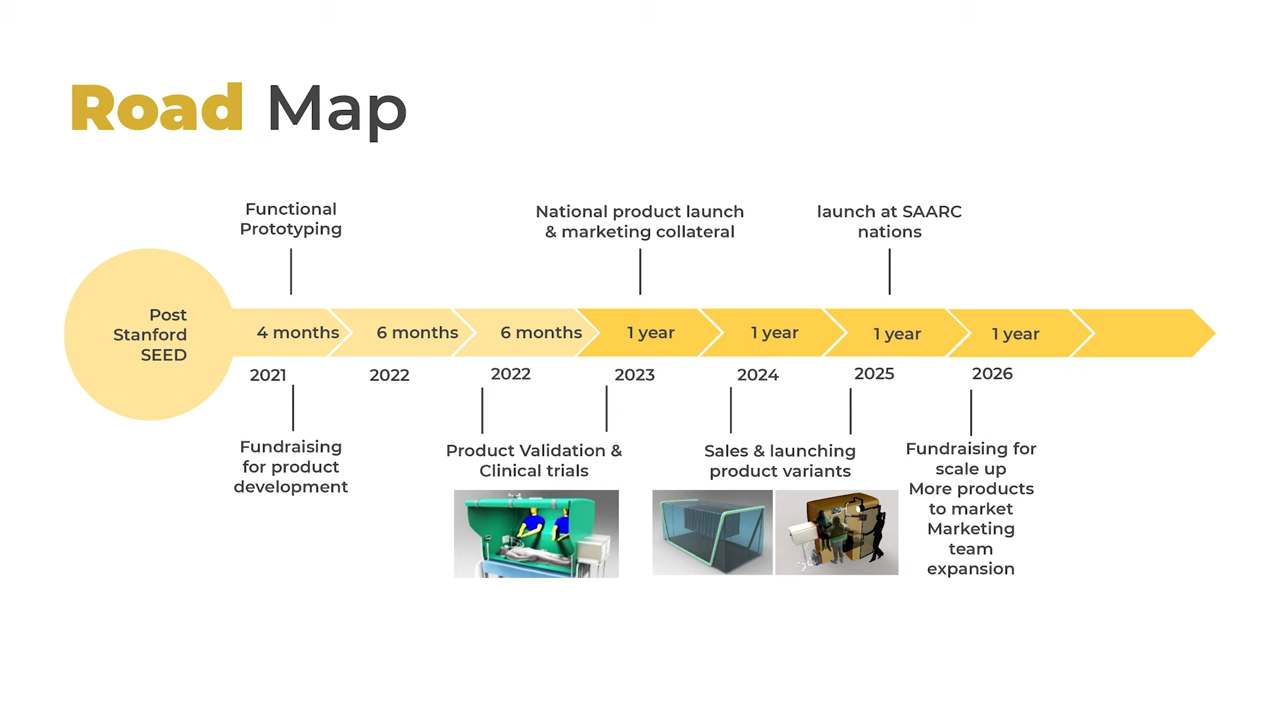 Road Map
Functional
Prototyping
National product launch
& marketing collateral
launch at SAARC
nations
Post
Stanford
SEED
4 months
6 months
6 months
1 year
1 year
1 year
1 year
2021
2022
2022
2023
2024
2025
2026
Fundraising
for product
development
Product Validation &
Clinical trials
Sales & launching
product variants
Fundraising for
scale up
More products
to market
Marketing
team
expansion